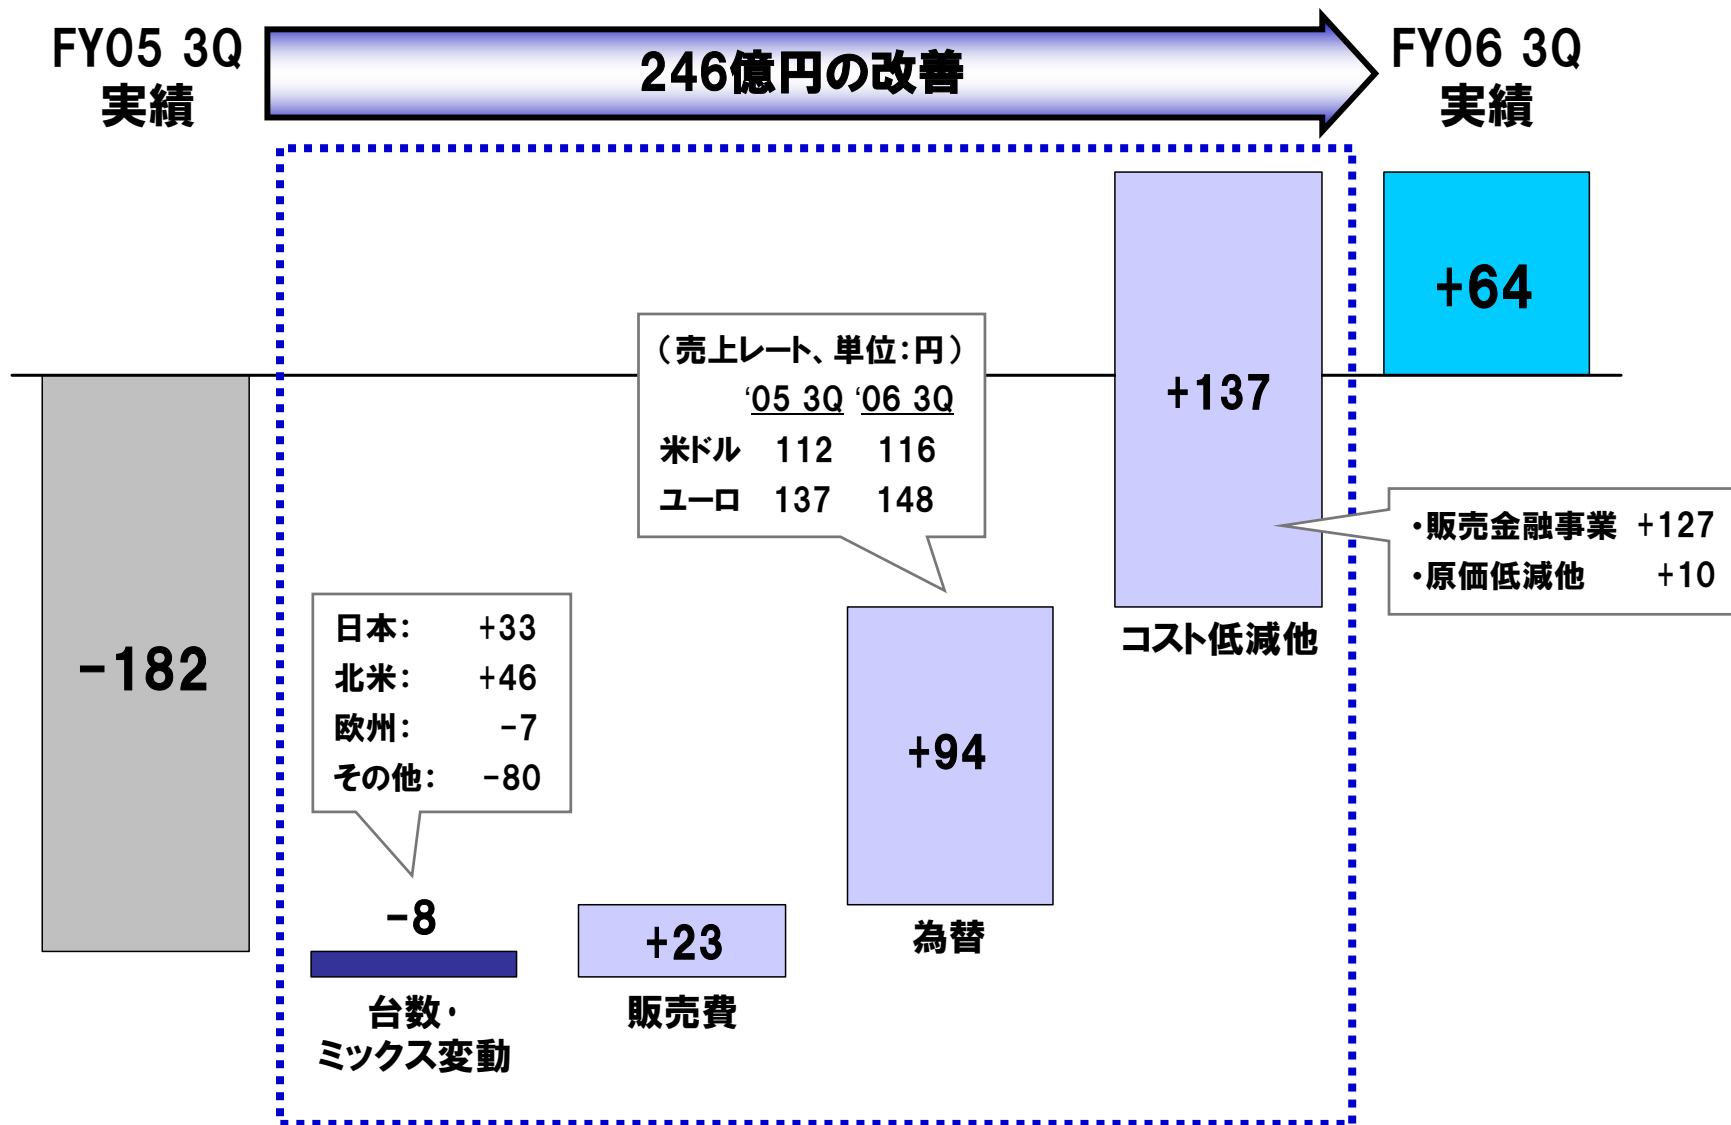 FY05 3Q
実績
246億円の改善
FY06 3Q
実績
+64
(売上レート、単位:円)
‘05 3Q ‘06 3Q
米ドル 112 116
ユーロ 137 148
+137
・販売金融事業 +127
・原価低減他 +10
コスト低減他
-182
日本: +33
北米: +46
欧州: -7
その他: -80
+94
為替
-8
+23
台数・
ミックス変動
販売費